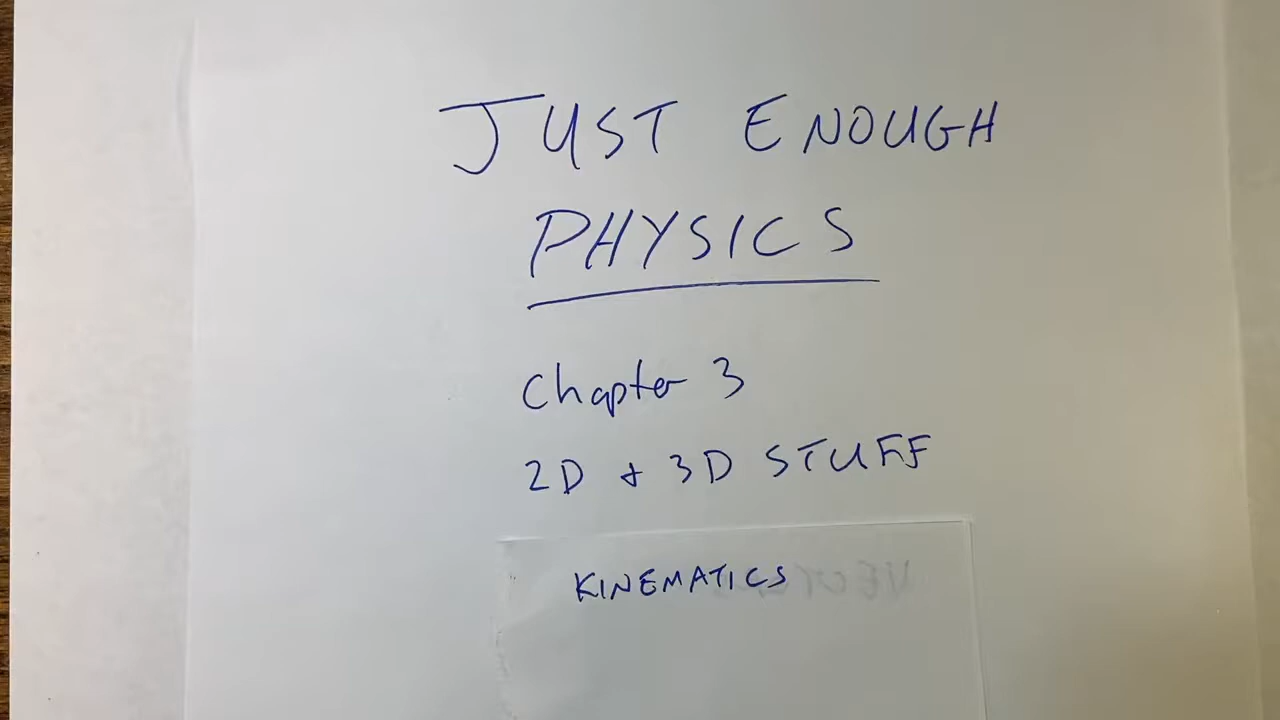 JUST ENOUGH
PHYSICS
Chapter 3
2D + 3D STUFF
KINEMATICS